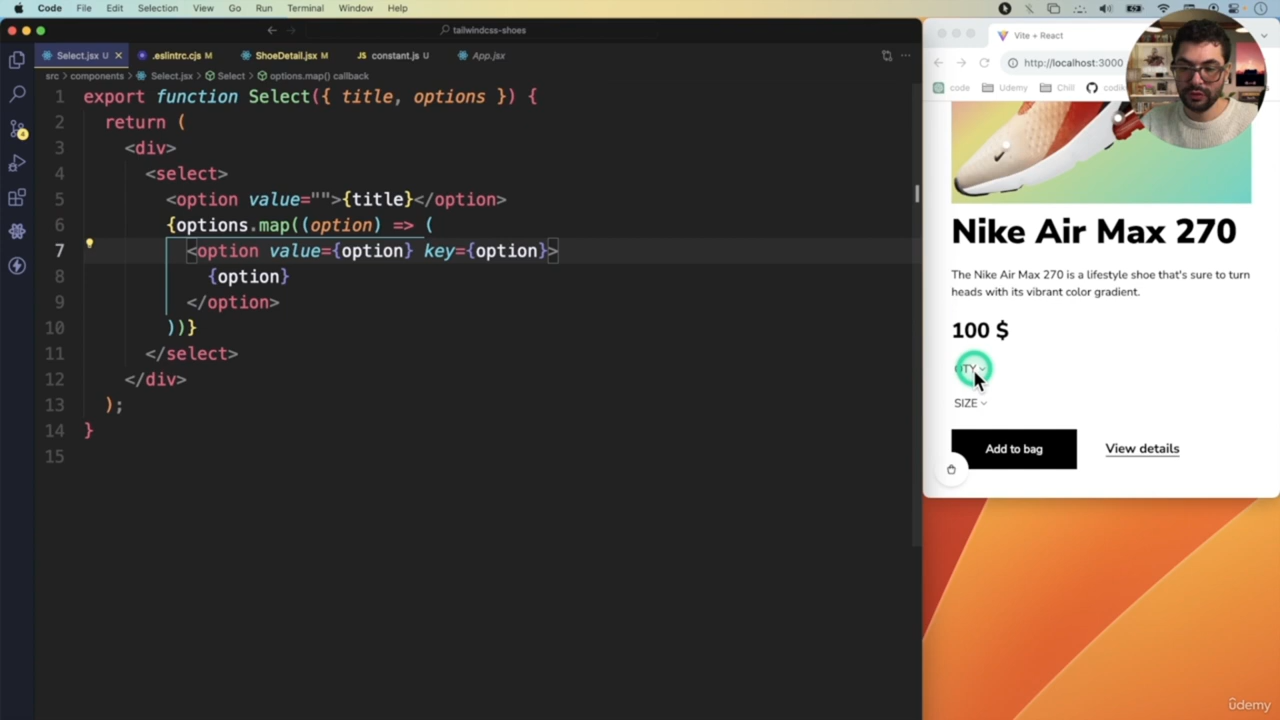 Code File Edit Selection View Go Run Terminal Window Help
tailwindcss-shoes
Select.jsx U
.eslintrc.cjs M
ShoeDetail.jsx M
constant.js U
App.jsx
src components Select.jsx Select options.map() callback
1 export function Select({ title, options }) {
2 return (
3 <div>
4 <select>
5 <option value="">{title}</option>
6 {options.map((option) => (
7 <option value={option} key={option}>
8 {option}
9 </option>
10 ))}
11 </select>
12 </div>
13 );
14 }
15
Vite + React
http://localhost:3000
code Udemy Chill
Nike Air Max 270
The Nike Air Max 270 is a lifestyle shoe that's sure to turn
heads with its vibrant color gradient.
100 $
QTY
SIZE
Add to bag View details
ûdemy